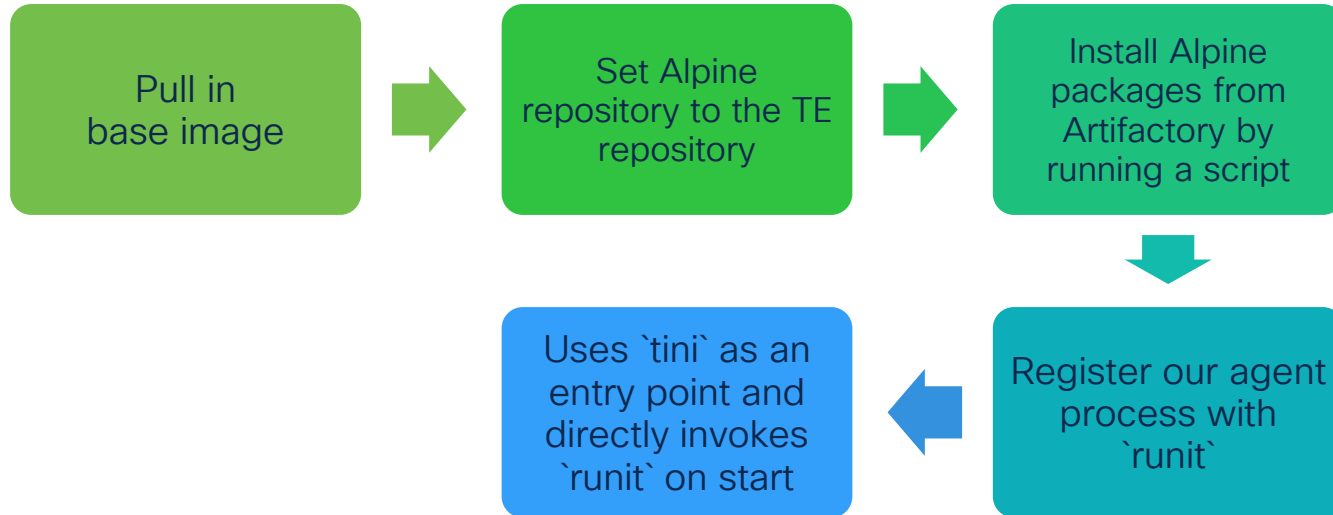 Pull in
base image
Set Alpine
repository to the TE
repository
Install Alpine
packages from
Artifactory by
running a script
Register our agent
process with
`runit`
Uses `tini` as an
entry point and
directly invokes
`runit` on start